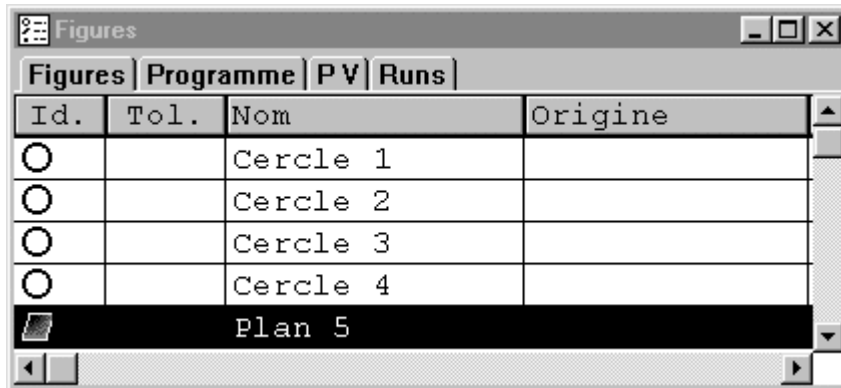 Figures
Figures Programme P V Runs
Id. Tol. Nom Origine
Cercle 1
Cercle 2
Cercle 3
Cercle 4
Plan 5